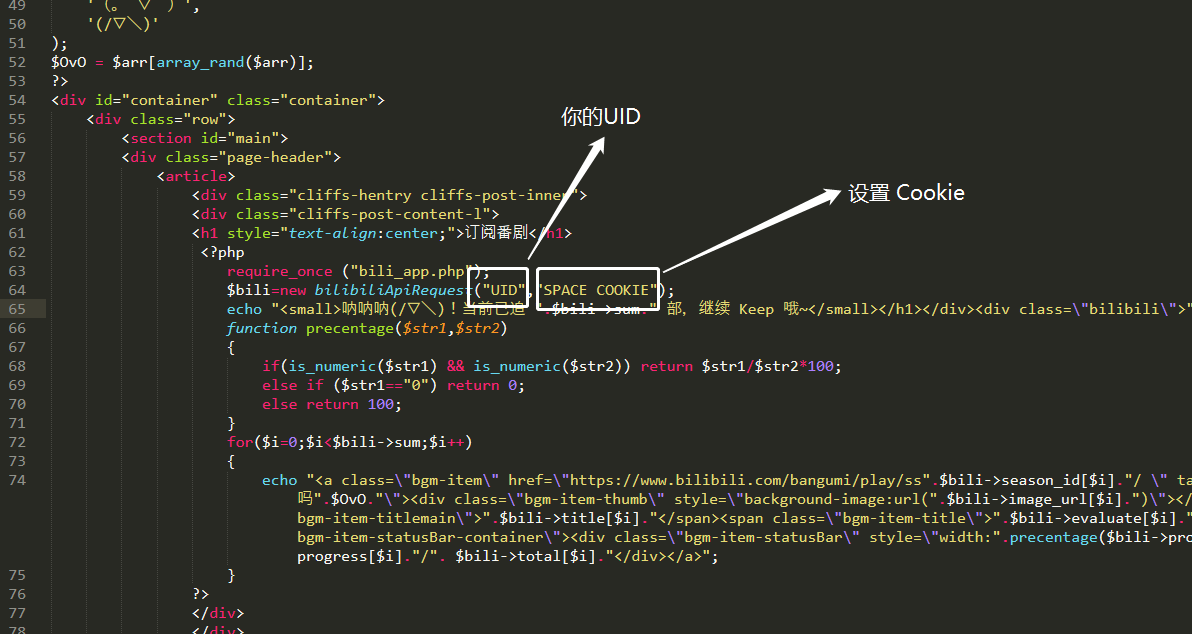 49 '（。 ▽ ）',
50 '(/▽＼)'
51 );
52 $OvO = $arr[array_rand($arr)];
53 ?>
54 <div id="container" class="container">
55 <div class="row">
你的UID
56 <section id="main">
57 <div class="page-header">
58 <article>
59 <div class="cliffs-hentry cliffs-post-inner">
设置 Cookie
60 <div class="cliffs-post-content-l">
61 <h1 style="text-align:center;">订阅番剧</h1>
62 <?php
63 require_once ("bili_app.php");
64 $bili=new bilibiliApiRequest("UID","SPACE COOKIE");
65 echo "<small>呐呐呐(/▽＼)！当前已追 ".$bili->sum." 部, 继续 Keep 哦~</small></h1></div><div class=\"bilibili\">"
66 function precentage($str1,$str2)
67 {
68 if(is_numeric($str1) && is_numeric($str2)) return $str1/$str2*100;
69 else if ($str1=="0") return 0;
70 else return 100;
71 }
72 for($i=0;$i<$bili->sum;$i++)
73 {
74 echo "<a class=\"bgm-item\" href=\"https://www.bilibili.com/bangumi/play/ss".$bili->season_id[$i]."/ \" ta
吗".$OvO."\"><div class=\"bgm-item-thumb\" style=\"background-image:url(".$bili->image_url[$i].")\"></
bgm-item-titlemain\">".$bili->title[$i]."</span><span class=\"bgm-item-title\">".$bili->evaluate[$i]."
bgm-item-statusBar-container\"><div class=\"bgm-item-statusBar\" style=\"width:".precentage($bili->pro
progress[$i]."/". $bili->total[$i]."</div></a>";
75 }
76 ?>
77 </div>
78 </div>